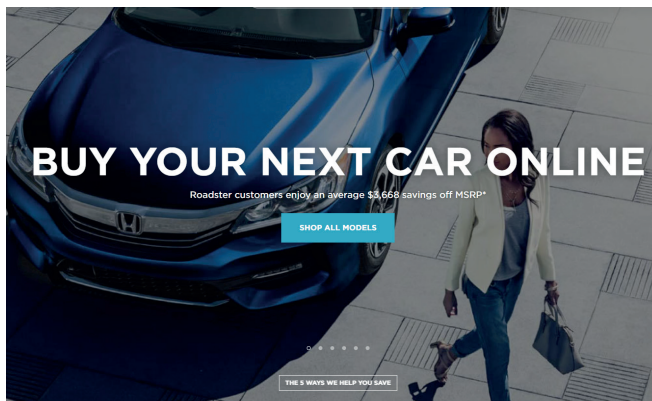 BUY YOUR NEXT CAR ONLINE
Roadster customers enjoy an average $3,668 savings off MSRP*
SHOP ALL MODELS
THE 5 WAYS WE HELP YOU SAVE